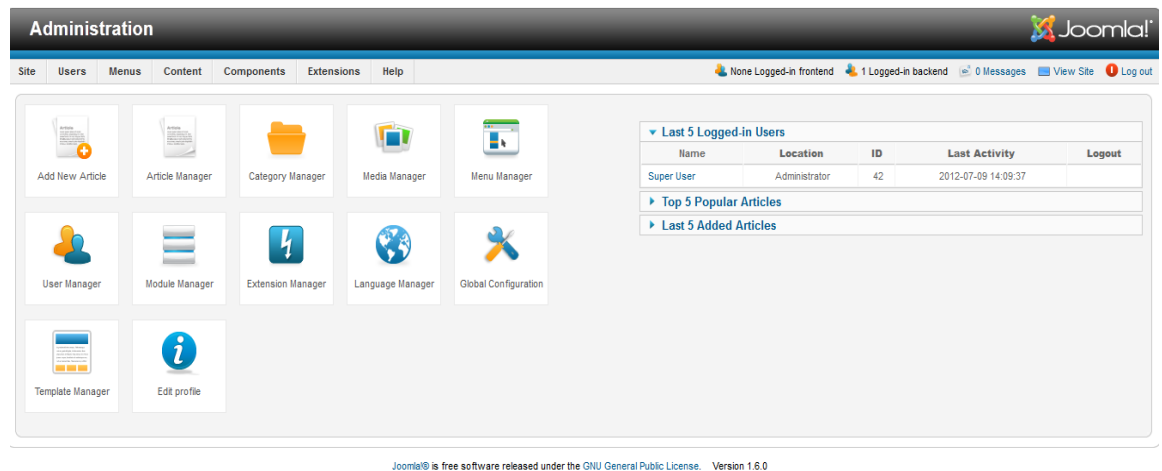 Administration
Joomla!
Site Users Menus Content Components Extensions Help
None Logged-in frontend 1 Logged-in backend 0 Messages View Site Log out
Add New Article Article Manager Category Manager Media Manager Menu Manager
User Manager Module Manager Extension Manager Language Manager Global Configuration
Template Manager Edit profile
Last 5 Logged-in Users
Name Location ID Last Activity Logout
Super User Administrator 42 2012-07-09 14:09:37
Top 5 Popular Articles
Last 5 Added Articles
Joomla!® is free software released under the GNU General Public License. Version 1.6.0